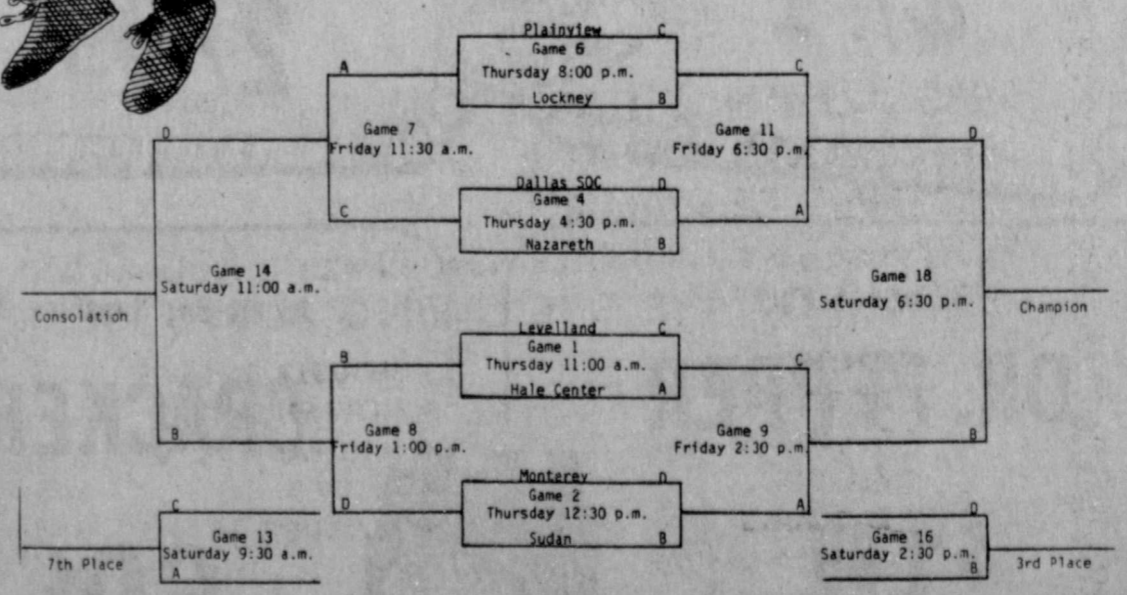 Plainview C
Game 6
Thursday 8:00 p.m.
Lockney B
A
C
Game 7
Friday 11:30 a.m.
Game 11
Friday 6:30 p.m.
D
D
Dallas SOC D
Game 4
Thursday 4:30 p.m.
Nazareth B
C
A
Game 14
Saturday 11:00 a.m.
Consolation
Game 18
Saturday 6:30 p.m.
Champion
Levelland C
Game 1
Thursday 11:00 a.m.
Hale Center A
B
C
Game 8
Friday 1:00 p.m.
Game 9
Friday 2:30 p.m.
B
B
Monterey D
Game 2
Thursday 12:30 p.m.
Sudan B
D
A
C
Game 13
Saturday 9:30 a.m.
A
7th Place
D
Game 16
Saturday 2:30 p.m.
B
3rd Place